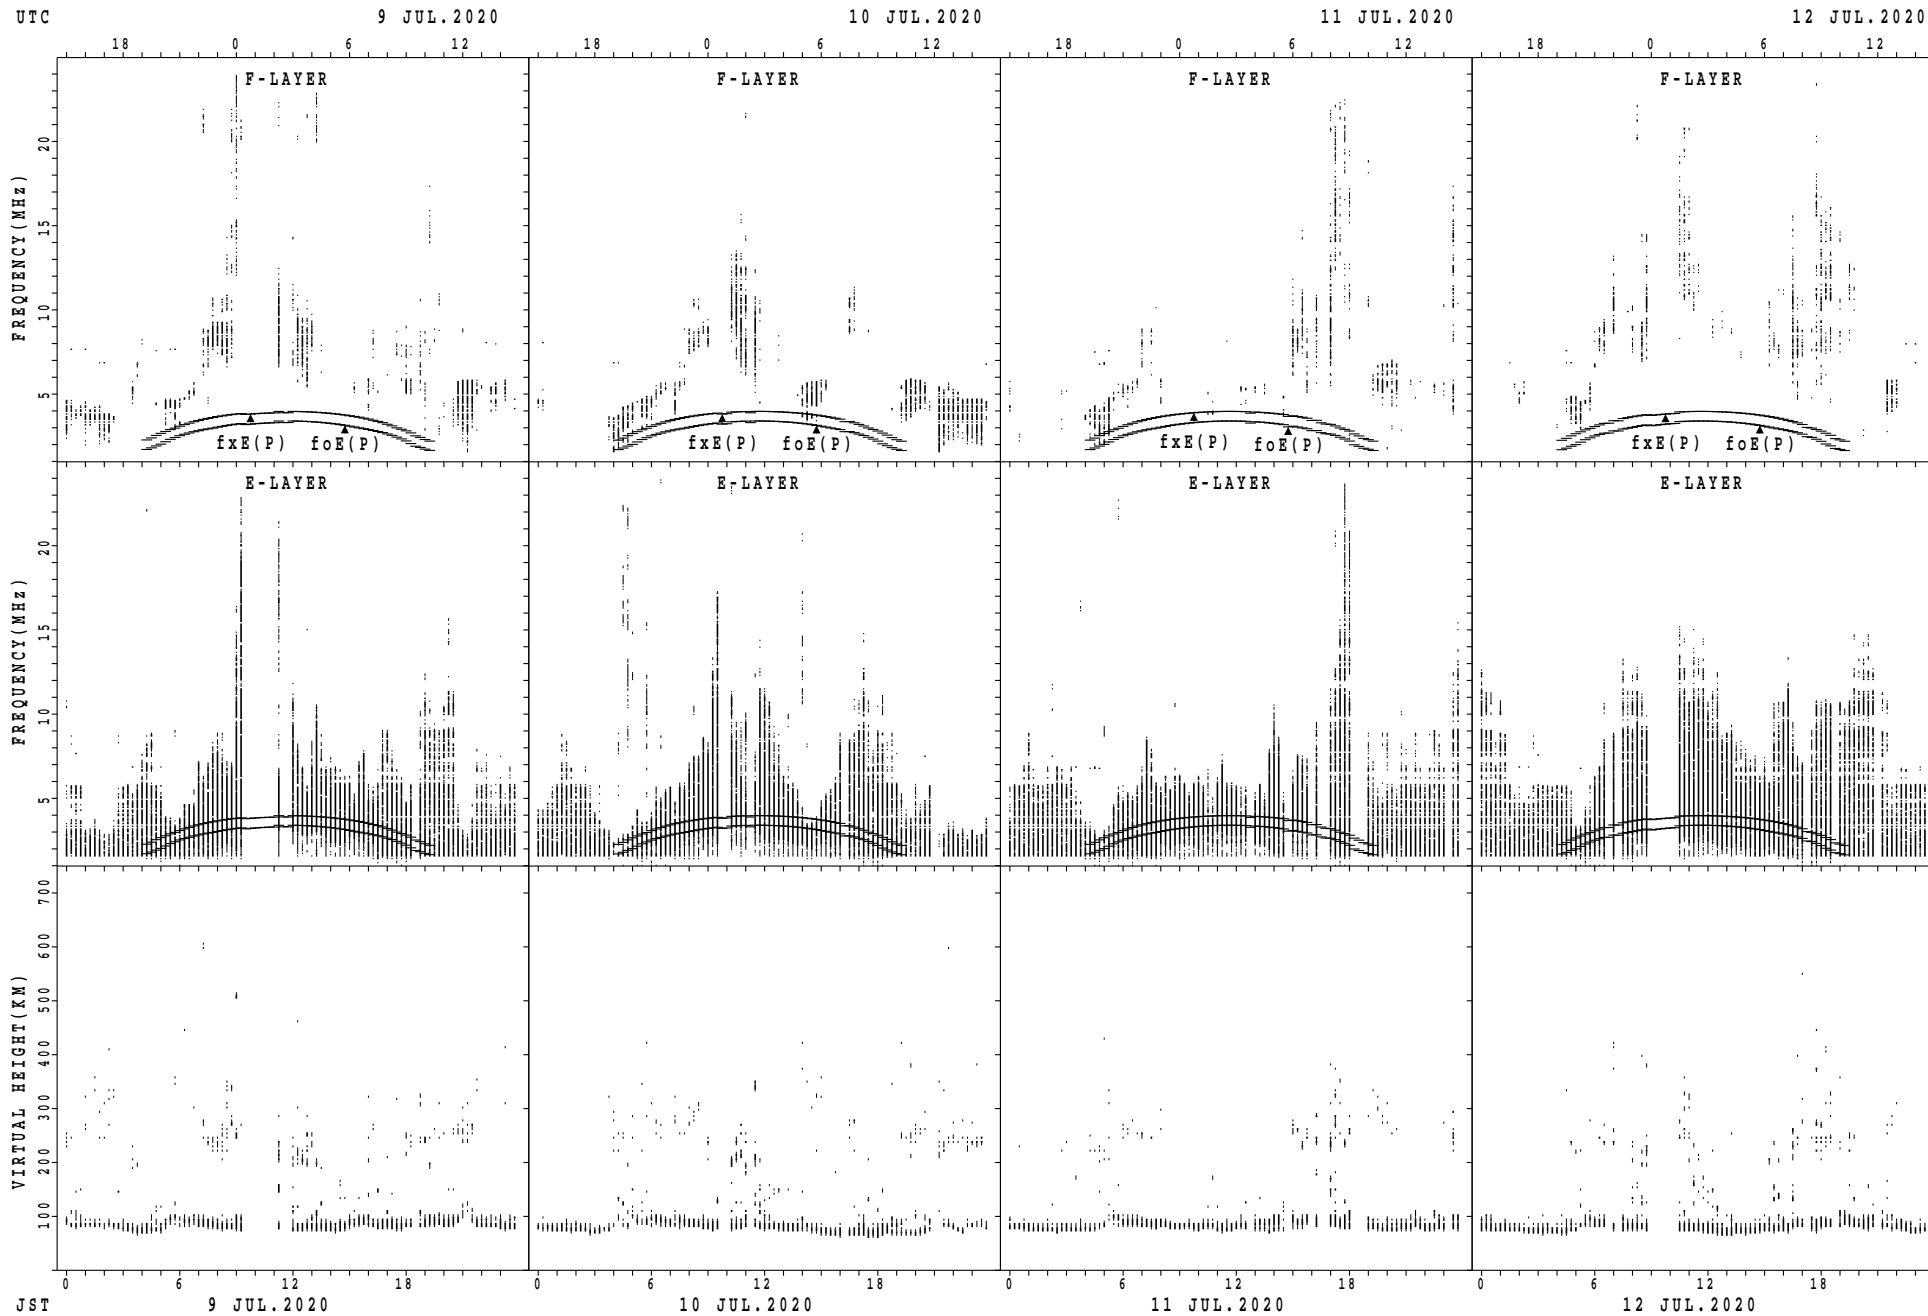 UTC 9 JUL.2020 10 JUL.2020 11 JUL.2020 12 JUL.2020
18 0 6 12 18 0 6 12 18 0 6 12 18 0 6 12
F-LAYER F-LAYER F-LAYER F-LAYER
FREQUENCY(MHz)
20
15
10
5
fxE(P) foE(P) fxE(P) foE(P) fxE(P) foE(P) fxE(P) foE(P)
E-LAYER E-LAYER E-LAYER E-LAYER
FREQUENCY(MHz)
20
15
10
5
VIRTUAL HEIGHT(KM)
700
600
500
400
300
200
100
0 6 12 18 0 6 12 18 0 6 12 18 0 6 12 18
JST 9 JUL.2020 10 JUL.2020 11 JUL.2020 12 JUL.2020